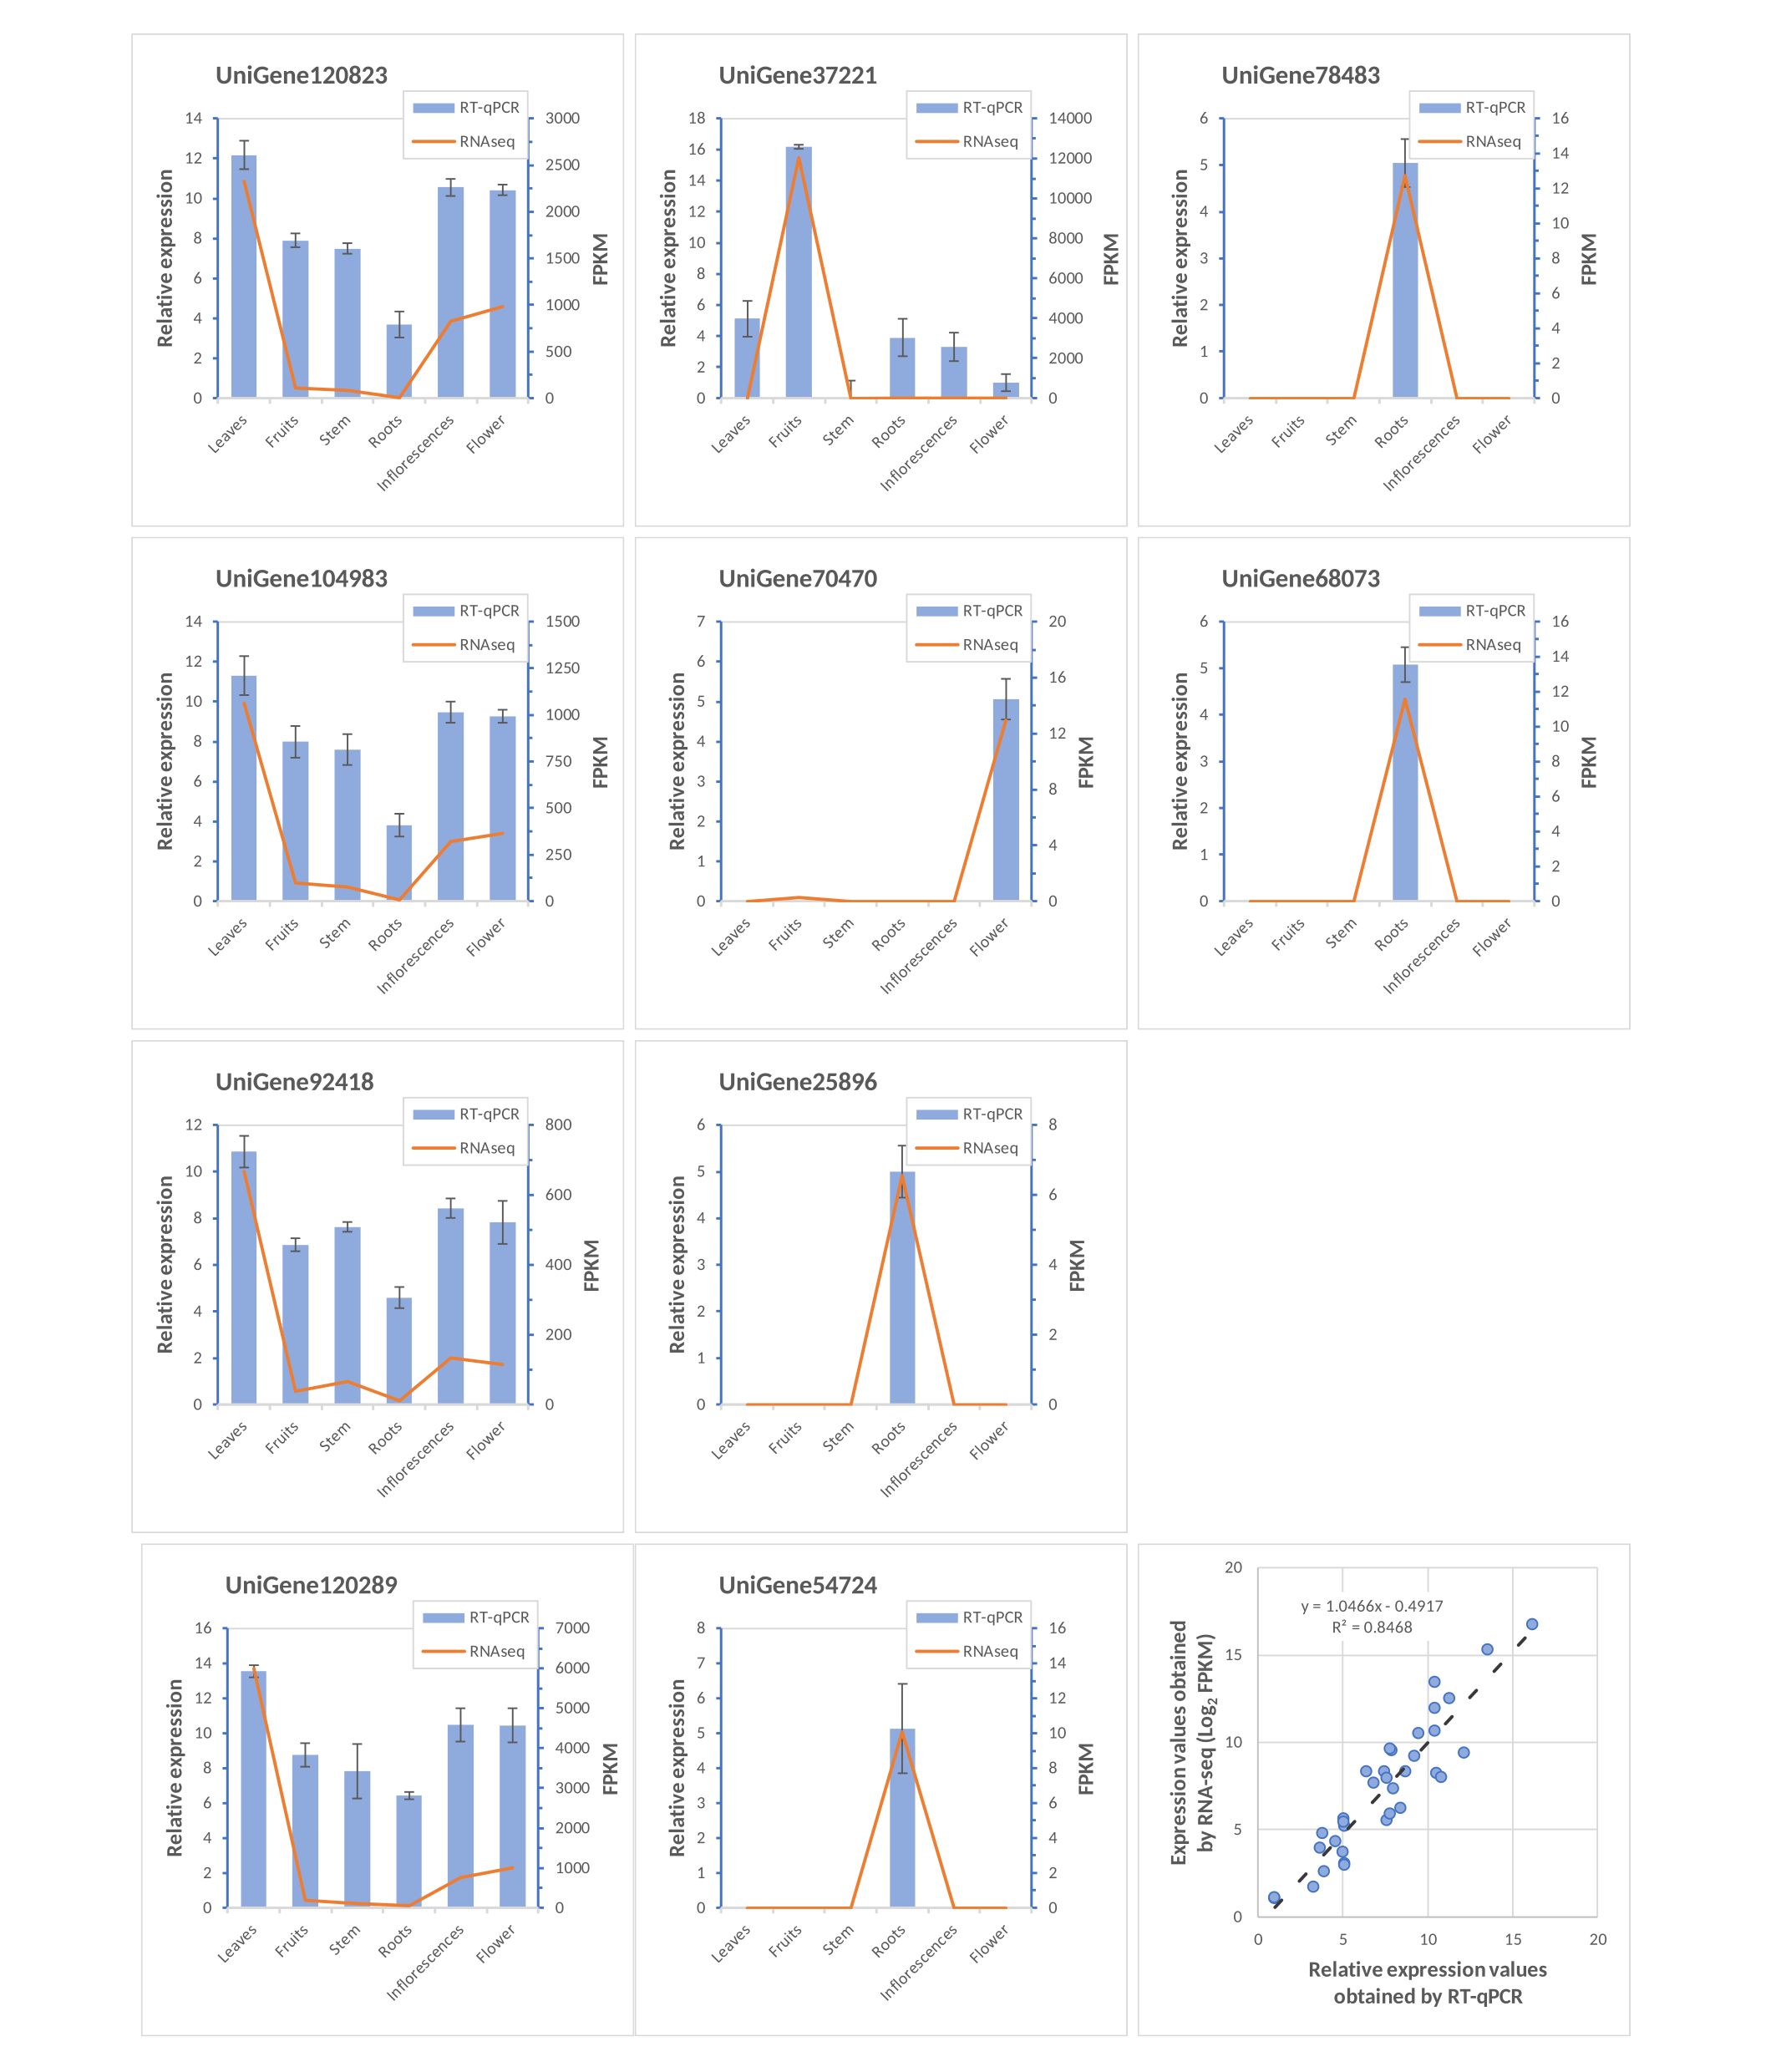 UniGene120823
RT-qPCR
RNAseq
Relative expression
14
12
10
8
6
4
2
0
3000
2500
2000
1500
1000
500
0
FPKM
Leaves
Fruits
Stem
Roots
Inflorescences
Flower
UniGene37221
RT-qPCR
RNAseq
Relative expression
18
16
14
12
10
8
6
4
2
0
14000
12000
10000
8000
6000
4000
2000
0
FPKM
Leaves
Fruits
Stem
Roots
Inflorescences
Flower
UniGene78483
RT-qPCR
RNAseq
Relative expression
6
5
4
3
2
1
0
16
14
12
10
8
6
4
2
0
FPKM
Leaves
Fruits
Stem
Roots
Inflorescences
Flower
UniGene104983
RT-qPCR
RNAseq
Relative expression
14
12
10
8
6
4
2
0
1500
1250
1000
750
500
250
0
FPKM
Leaves
Fruits
Stem
Roots
Inflorescences
Flower
UniGene70470
RT-qPCR
RNAseq
Relative expression
7
6
5
4
3
2
1
0
20
16
12
8
4
0
FPKM
Leaves
Fruits
Stem
Roots
Inflorescences
Flower
UniGene68073
RT-qPCR
RNAseq
Relative expression
6
5
4
3
2
1
0
16
14
12
10
8
6
4
2
0
FPKM
Leaves
Fruits
Stem
Roots
Inflorescences
Flower
UniGene92418
RT-qPCR
RNAseq
Relative expression
12
10
8
6
4
2
0
800
600
400
200
0
FPKM
Leaves
Fruits
Stem
Roots
Inflorescences
Flower
UniGene25896
RT-qPCR
RNAseq
Relative expression
6
5
4
3
2
1
0
8
6
4
2
0
FPKM
Leaves
Fruits
Stem
Roots
Inflorescences
Flower
UniGene120289
RT-qPCR
RNAseq
Relative expression
16
14
12
10
8
6
4
2
0
7000
6000
5000
4000
3000
2000
1000
0
FPKM
Leaves
Fruits
Stem
Roots
Inflorescences
Flower
UniGene54724
RT-qPCR
RNAseq
Relative expression
8
7
6
5
4
3
2
1
0
16
14
12
10
8
6
4
2
0
FPKM
Leaves
Fruits
Stem
Roots
Inflorescences
Flower
y = 1.0466x - 0.4917
R² = 0.8468
Expression values obtained
by RNA-seq (Log₂ FPKM)
20
15
10
5
0
0
5
10
15
20
Relative expression values
obtained by RT-qPCR